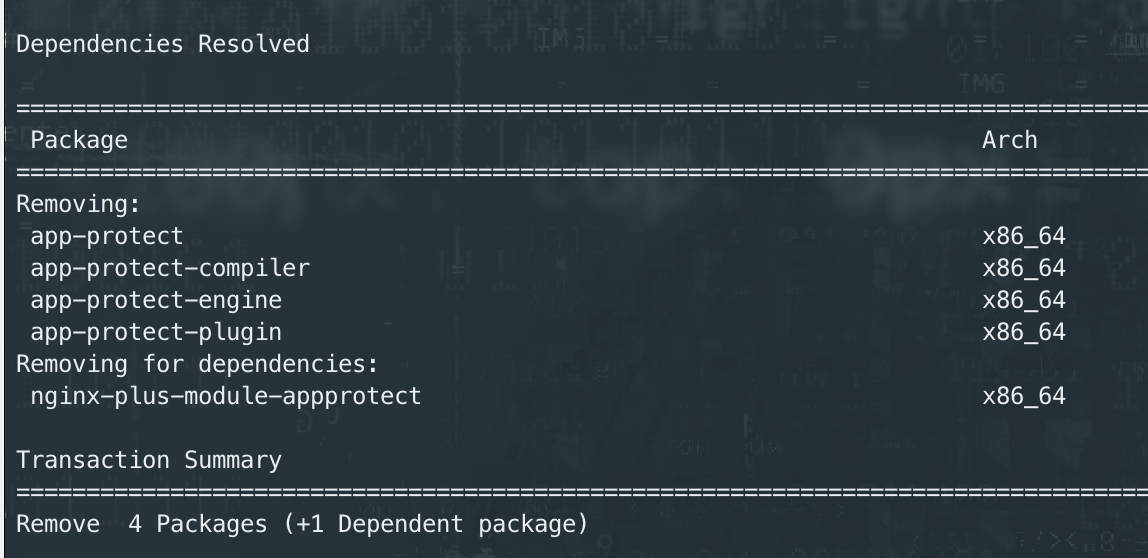 Dependencies Resolved
================================================================================
Package Arch
================================================================================
Removing:
app-protect x86_64
app-protect-compiler x86_64
app-protect-engine x86_64
app-protect-plugin x86_64
Removing for dependencies:
nginx-plus-module-appprotect x86_64
Transaction Summary
================================================================================
Remove  4 Packages (+1 Dependent package)